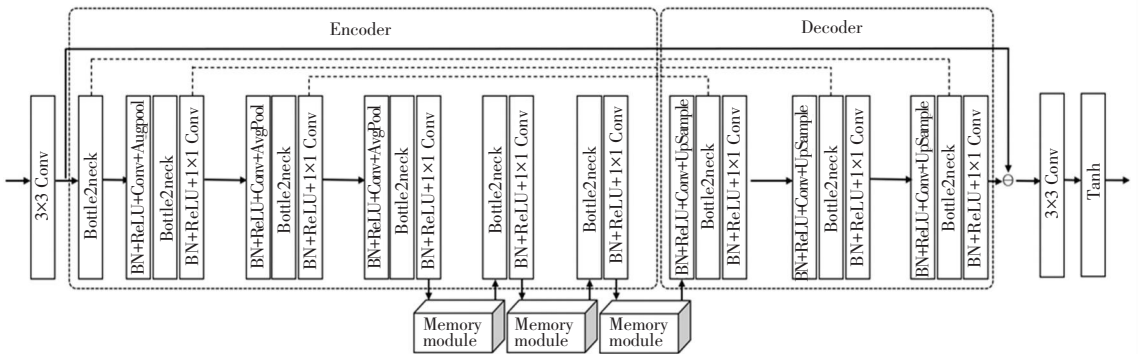 Encoder
Decoder
3×3 Conv
Bottle2neck
BN+ReLU+Conv+Augpool
Bottle2neck
BN+ReLU+1×1 Conv
BN+ReLU+Conv+AvgPool
Bottle2neck
BN+ReLU+1×1 Conv
BN+ReLU+Conv+AvgPool
Bottle2neck
BN+ReLU+1×1 Conv
Bottle2neck
BN+ReLU+1×1 Conv
Bottle2neck
BN+ReLU+1×1 Conv
BN+ReLU+Conv+UpSample
Bottle2neck
BN+ReLU+1×1 Conv
BN+ReLU+Conv+UpSample
Bottle2neck
BN+ReLU+1×1 Conv
BN+ReLU+Conv+UpSample
Bottle2neck
BN+ReLU+1×1 Conv
⊖
3×3 Conv
Tanh
Memory
module
Memory
module
Memory
module